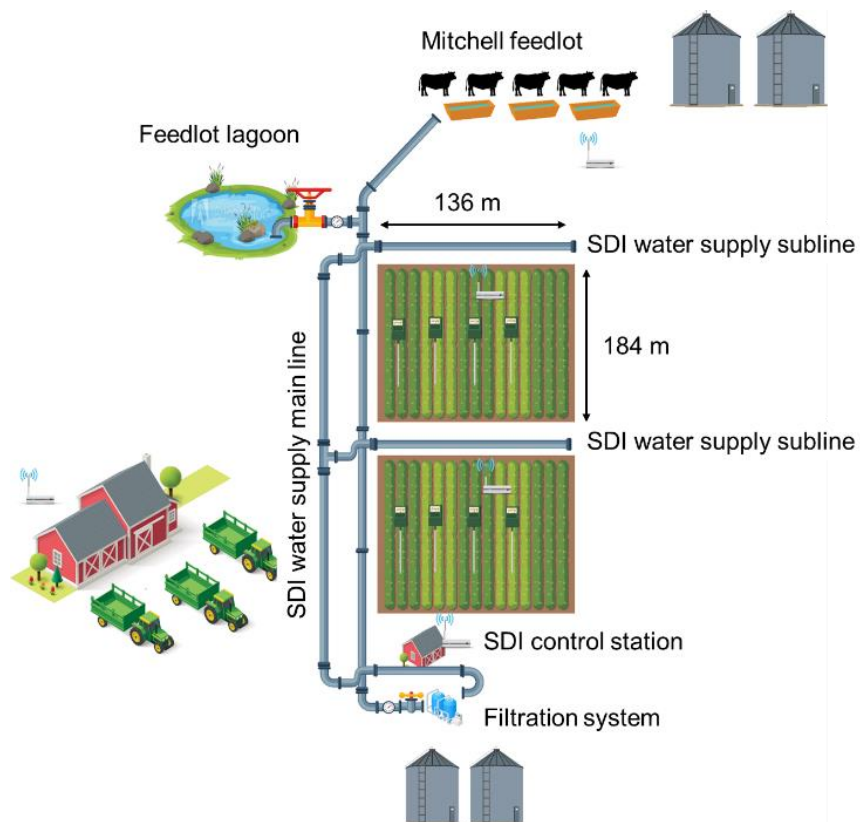 Mitchell feedlot
Feedlot lagoon
136 m
SDI water supply subline
184 m
SDI water supply main line
SDI water supply subline
SDI control station
Filtration system